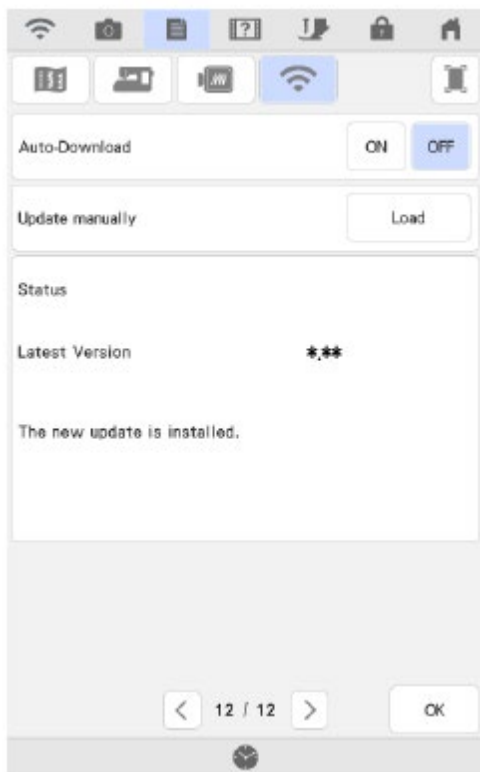 Auto-Download ON OFF
Update manually Load
Status
Latest Version *.**
The new update is installed.
12 / 12 OK